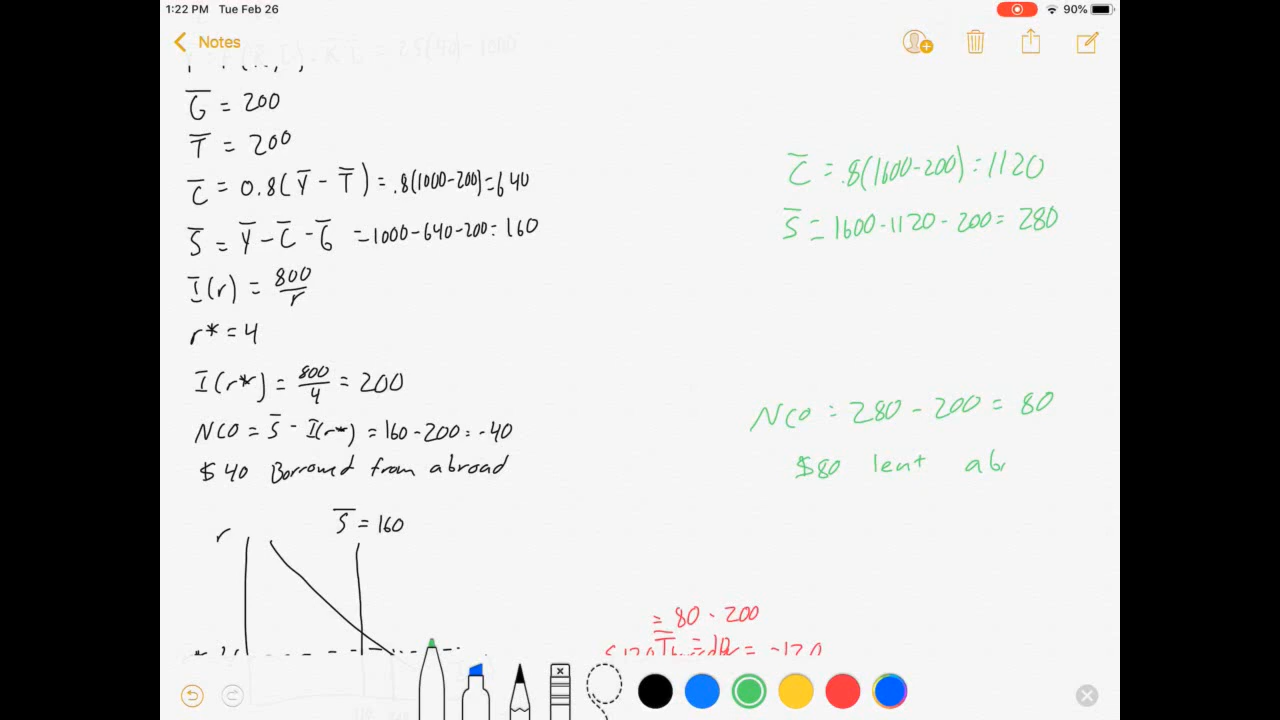 1:22 PM Tue Feb 26
90%
Notes
G̅ = 200
T̅ = 200
C̅ = 0.8(Y̅ - T̅) = .8(1000-200) = 640
S̅ = Y̅ - C̅ - G̅ = 1000-640-200 = 160
I(r) = 800/r
r* = 4
I(r*) = 800/4 = 200
NCO = S̅ - I(r*) = 160 - 200 = -40
$40 Borrowed from abroad
r
S̅ = 160
C̅ = .8(1600-200) = 1120
S̅ = 1600-1120-200 = 280
NCO = 280 - 200 = 80
$80 lent ab
= 80 - 200
= -120